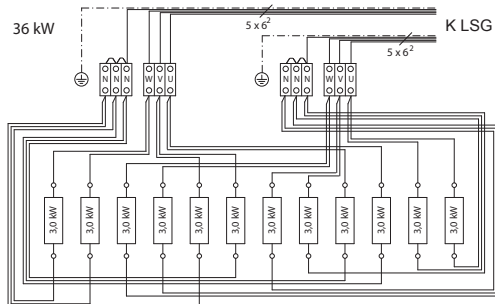 36 kW
K LSG
5 x 6²
5 x 6²
N N N W V U
N N N W V U
3,0 kW 3,0 kW 3,0 kW 3,0 kW 3,0 kW 3,0 kW 3,0 kW 3,0 kW 3,0 kW 3,0 kW 3,0 kW 3,0 kW